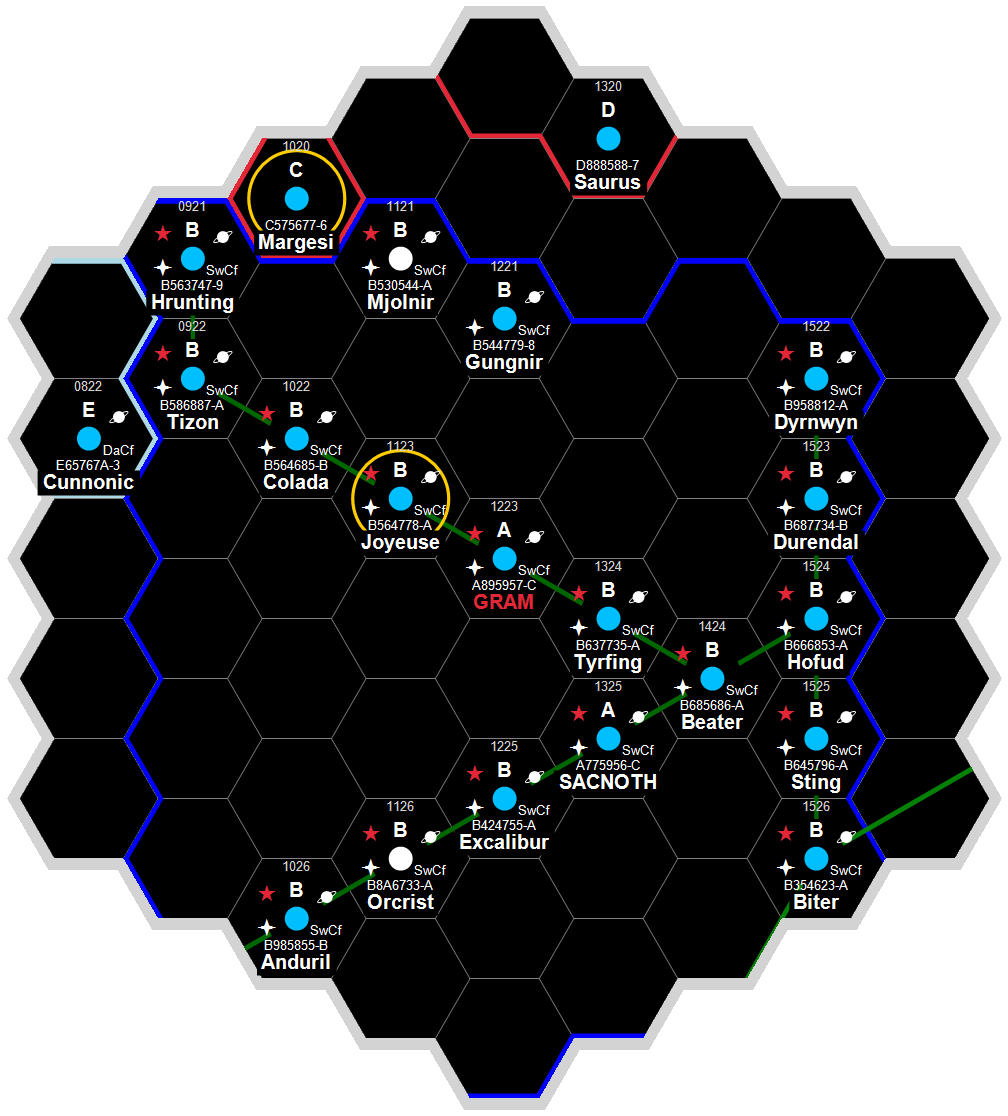 1320
D
D888588-7
Saurus
1020
C
C575677-6
Margesi
0921
B
SwCf
B563747-9
Hrunting
1121
B
SwCf
B530544-A
Mjolnir
1221
B
SwCf
B544779-8
Gungnir
0922
B
SwCf
B586887-A
Tizon
1522
B
SwCf
B958812-A
Dyrnwyn
0822
E
DaCf
E65767A-3
Cunnonic
1022
B
SwCf
B564685-B
Colada
1123
B
SwCf
B564778-A
Joyeuse
1523
B
SwCf
B687734-B
Durendal
1223
A
SwCf
A895957-C
GRAM
1324
B
SwCf
B637735-A
Tyrfing
1524
B
SwCf
B666853-A
Hofud
1424
B
SwCf
B685686-A
Beater
1325
A
SwCf
A775956-C
SACNOTH
1525
B
SwCf
B645796-A
Sting
1225
B
SwCf
B424755-A
Excalibur
1126
B
SwCf
B8A6733-A
Orcrist
1526
B
SwCf
B354623-A
Biter
1026
B
SwCf
B985855-B
Anduril